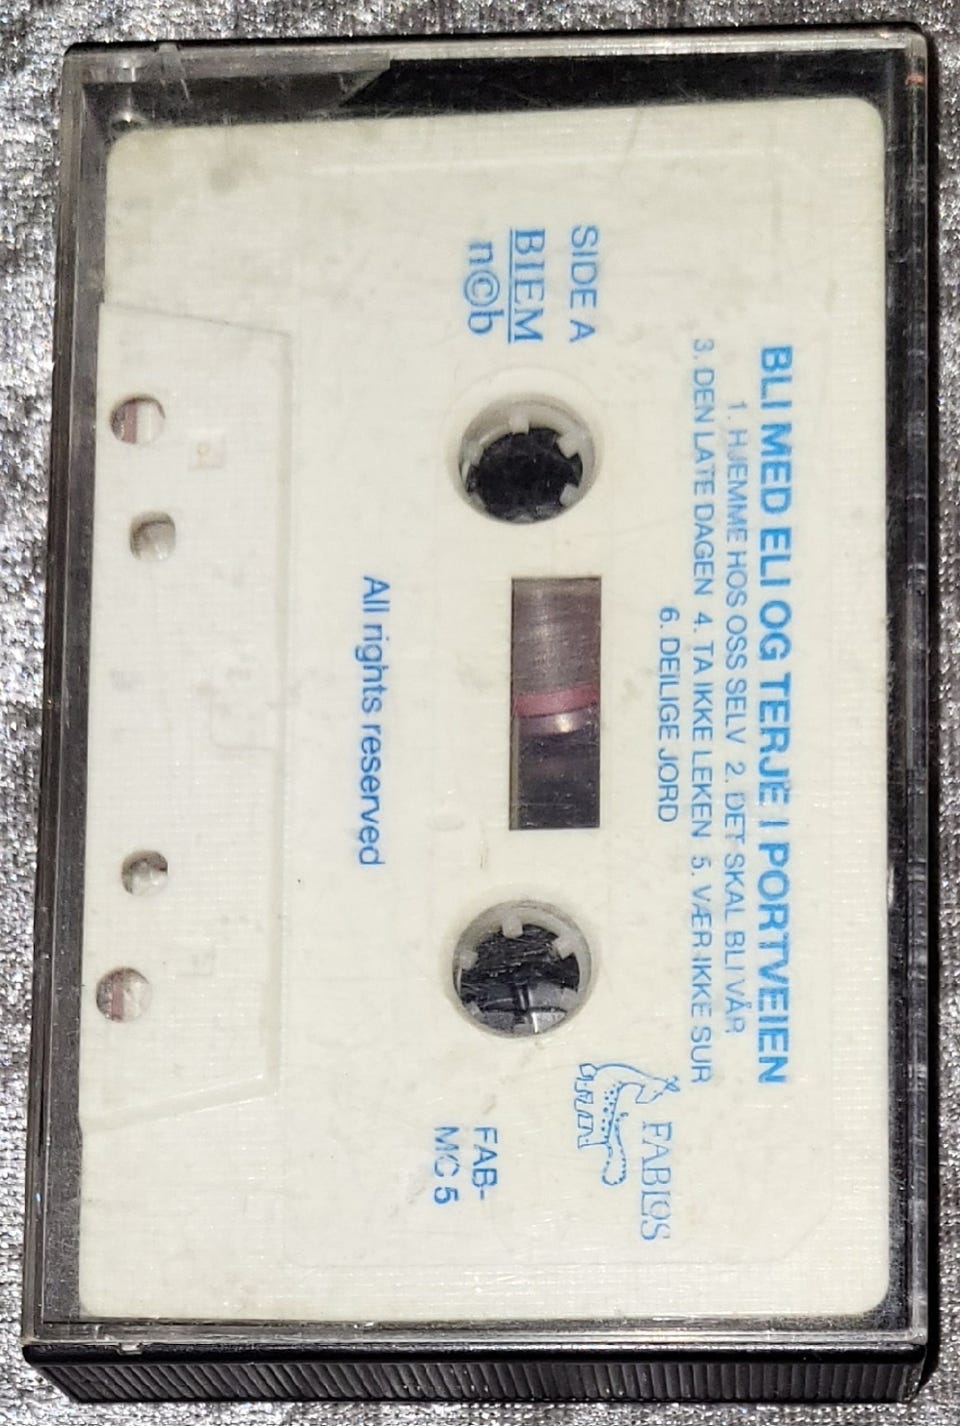 BLI MED ELI OG TERJE I PORTVEIEN
1. HJEMME HOS OSS SELV 2. DET SKAL BLI VÅR
3. DEN LATE DAGEN 4. TA IKKE LEKEN 5. VÆR IKKE SUR
6. DEILIGE JORD
SIDE A
BIEM
n©b
FABLOS
FAB-
MC 5
All rights reserved